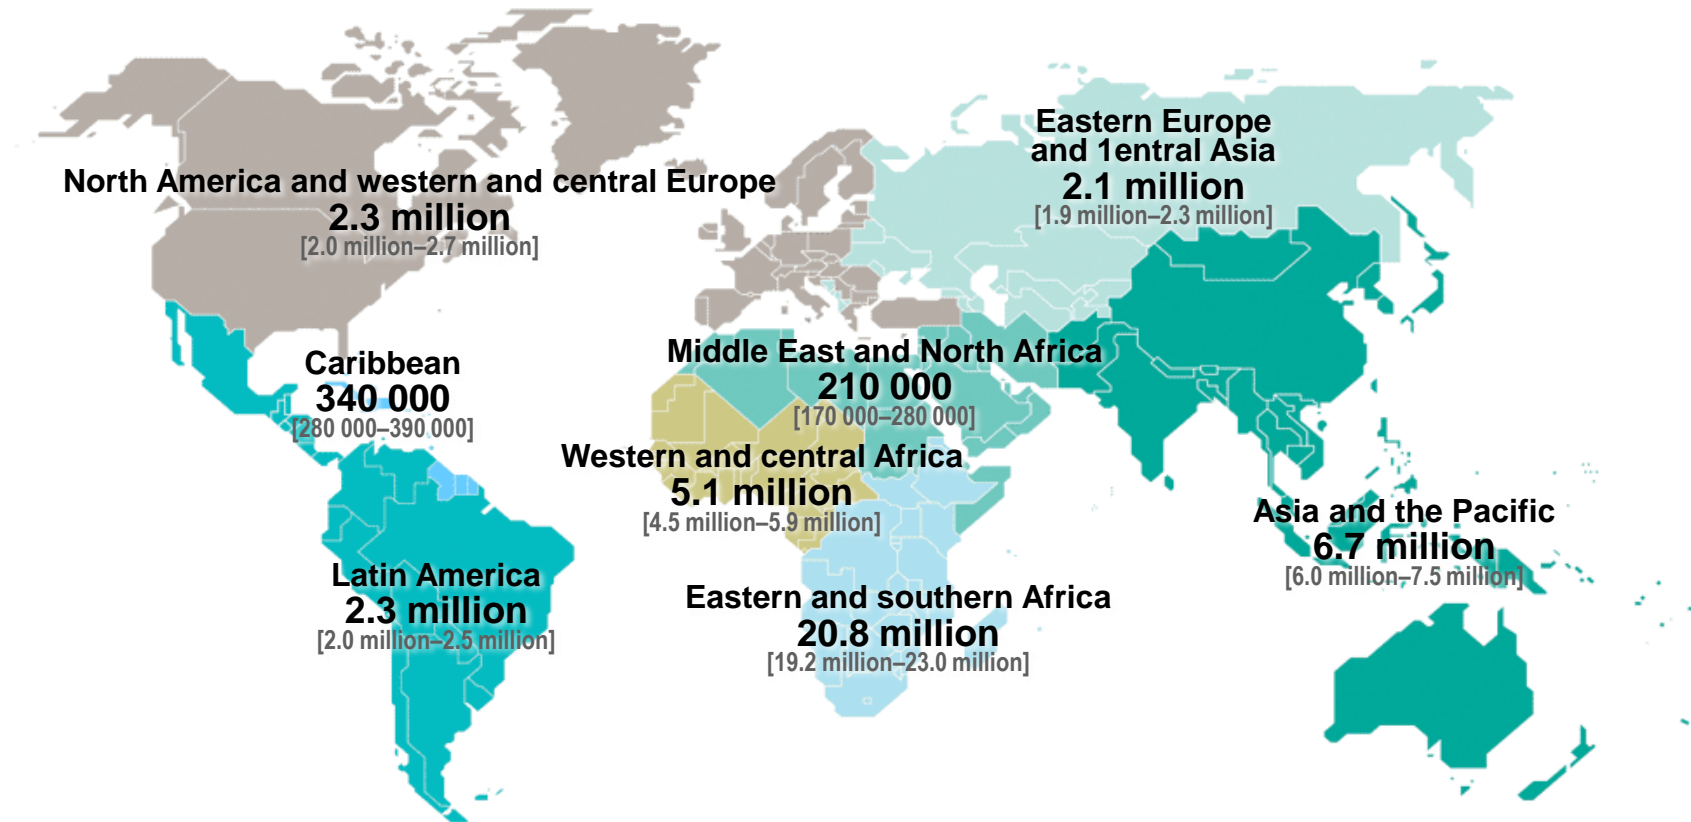 Eastern Europe
and 1entral Asia
2.1 million
[1.9 million–2.3 million]
North America and western and central Europe
2.3 million
[2.0 million–2.7 million]
Caribbean
340 000
[280 000–390 000]
Middle East and North Africa
210 000
[170 000–280 000]
Western and central Africa
5.1 million
[4.5 million–5.9 million]
Asia and the Pacific
6.7 million
[6.0 million–7.5 million]
Latin America
2.3 million
[2.0 million–2.5 million]
Eastern and southern Africa
20.8 million
[19.2 million–23.0 million]